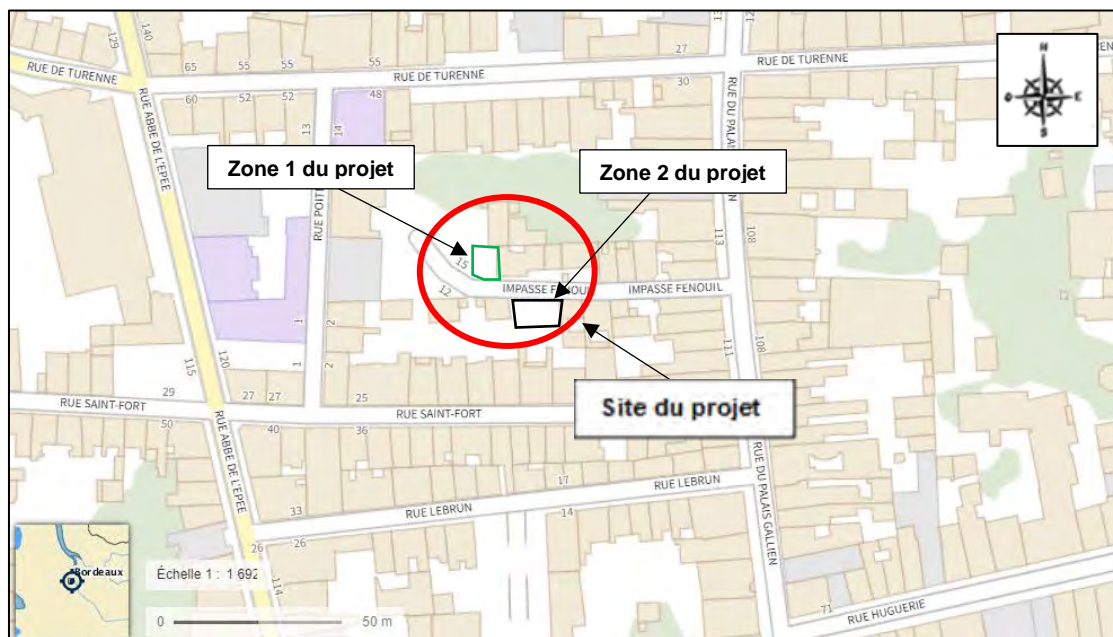 140
129
RUE DE TURENNE
65
55
55
55
RUE DE TURENNE
27
RUE DE TURENNE
60
52
52
48
30
N
O
E
S
RUE ABBE DE L'EPEE
13
14
Zone 1 du projet
Zone 2 du projet
RUE DU PALAIS
113
108
15
12
IMPASSE FENOUIL
IMPASSE FENOUIL
1
2
1
2
111
108
115
120
Site du projet
29
27
27
25
RUE SAINT-FORT
RUE SAINT-FORT
50
40
36
RUE ABBE DE L'EPEE
RUE DU PALAIS GALLIEN
17
RUE LEBRUN
33
RUE LEBRUN
14
26
26
114
Bordeaux
Échelle 1 : 1 692
0
50 m
71
RUE HUGUERIE